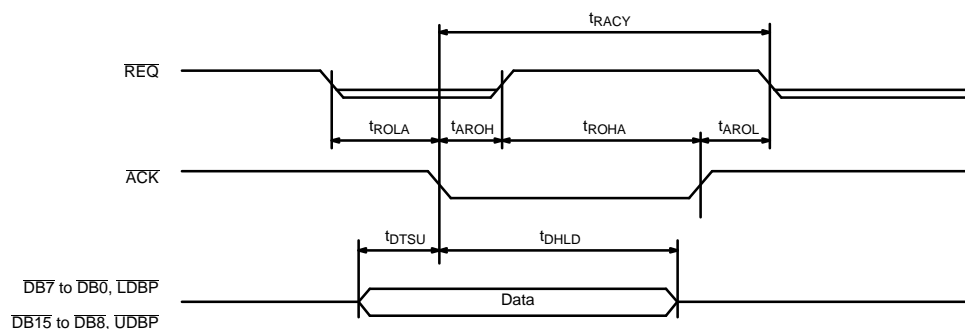 tRACY
REQ
tROLA tAROH tROHA tAROL
ACK
tDTSU tDHLD
DB7 to DB0, LDBP
Data
DB15 to DB8, UDBP